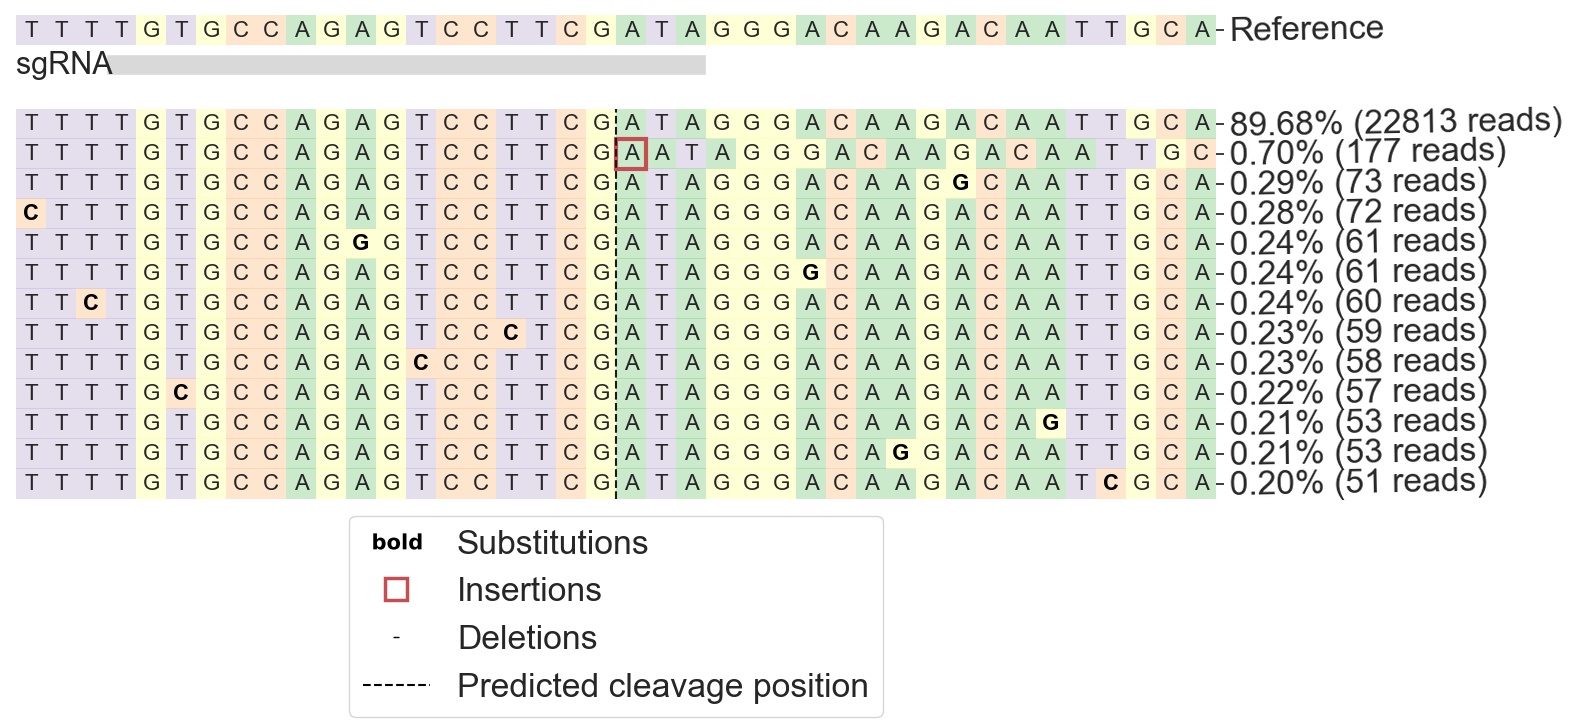 T T T T G T G C C A G A G T C C T T C G A T A G G G A C A A G A C A A T T G C A - Reference
sgRNA
T T T T G T G C C A G A G T C C T T C G A T A G G G A C A A G A C A A T T G C A - 89.68% (22813 reads)
T T T T G T G C C A G A G T C C T T C G A A T A G G G A C A A G A C A A T T G C - 0.70% (177 reads)
T T T T G T G C C A G A G T C C T T C G A T A G G G A C A A G G C A A T T G C A - 0.29% (73 reads)
C T T T G T G C C A G A G T C C T T C G A T A G G G A C A A G A C A A T T G C A - 0.28% (72 reads)
T T T T G T G C C A G G G T C C T T C G A T A G G G A C A A G A C A A T T G C A - 0.24% (61 reads)
T T T T G T G C C A G A G T C C T T C G A T A G G G G C A A G A C A A T T G C A - 0.24% (61 reads)
T T C T G T G C C A G A G T C C T T C G A T A G G G A C A A G A C A A T T G C A - 0.24% (60 reads)
T T T T G T G C C A G A G T C C C T C G A T A G G G A C A A G A C A A T T G C A - 0.23% (59 reads)
T T T T G T G C C A G A G C C C T T C G A T A G G G A C A A G A C A A T T G C A - 0.23% (58 reads)
T T T T G C G C C A G A G T C C T T C G A T A G G G A C A A G A C A A T T G C A - 0.22% (57 reads)
T T T T G T G C C A G A G T C C T T C G A T A G G G A C A A G A C A G T T G C A - 0.21% (53 reads)
T T T T G T G C C A G A G T C C T T C G A T A G G G A C A G G A C A A T T G C A - 0.21% (53 reads)
T T T T G T G C C A G A G T C C T T C G A T A G G G A C A A G A C A A T C G C A - 0.20% (51 reads)
bold Substitutions
Insertions
- Deletions
Predicted cleavage position